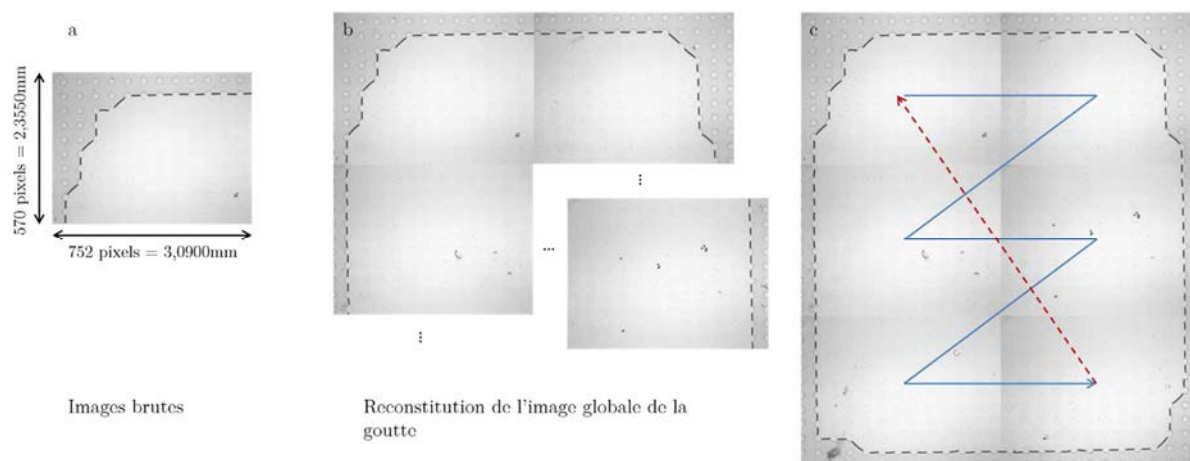 a
570 pixels = 2,3550mm
752 pixels = 3,0900mm
Images brutes
b
Reconstitution de l'image globale de la
goutte
c